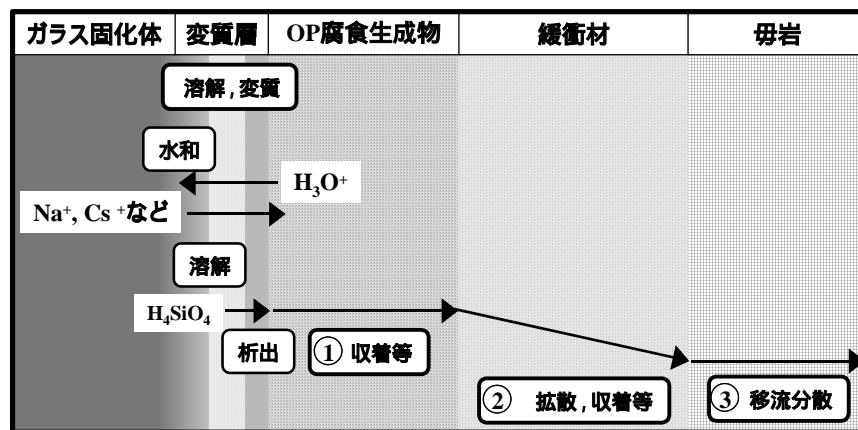 ガラス固化体 変質層 OP腐食生成物 緩衝材 母岩
溶解,変質
水和
H₃O⁺
Na⁺, Cs⁺など
溶解
H₄SiO₄
析出
① 収着等
② 拡散,収着等
③ 移流分散